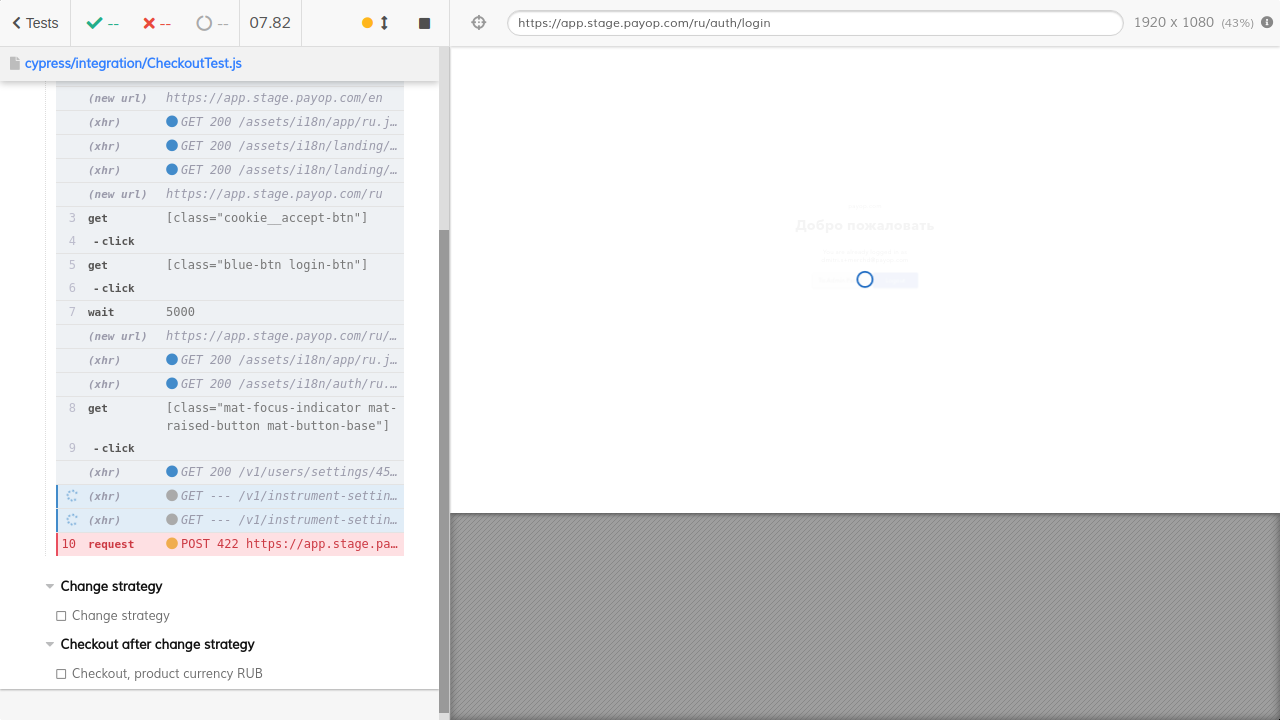 Tests
--
--
--
07.82
https://app.stage.payop.com/ru/auth/login
1920 x 1080 (43%)
cypress/integration/CheckoutTest.js
(new url) https://app.stage.payop.com/en
(xhr) GET 200 /assets/i18n/app/ru.j…
(xhr) GET 200 /assets/i18n/landing/…
(xhr) GET 200 /assets/i18n/landing/…
(new url) https://app.stage.payop.com/ru
3 get [class="cookie__accept-btn"]
4 - click
5 get [class="blue-btn login-btn"]
6 - click
7 wait 5000
(new url) https://app.stage.payop.com/ru/…
(xhr) GET 200 /assets/i18n/app/ru.j…
(xhr) GET 200 /assets/i18n/auth/ru.…
8 get [class="mat-focus-indicator mat-
raised-button mat-button-base"]
9 - click
(xhr) GET 200 /v1/users/settings/45…
(xhr) GET --- /v1/instrument-settin…
(xhr) GET --- /v1/instrument-settin…
10 request POST 422 https://app.stage.pa…
Change strategy
Change strategy
Checkout after change strategy
Checkout, product currency RUB
Добро пожаловать